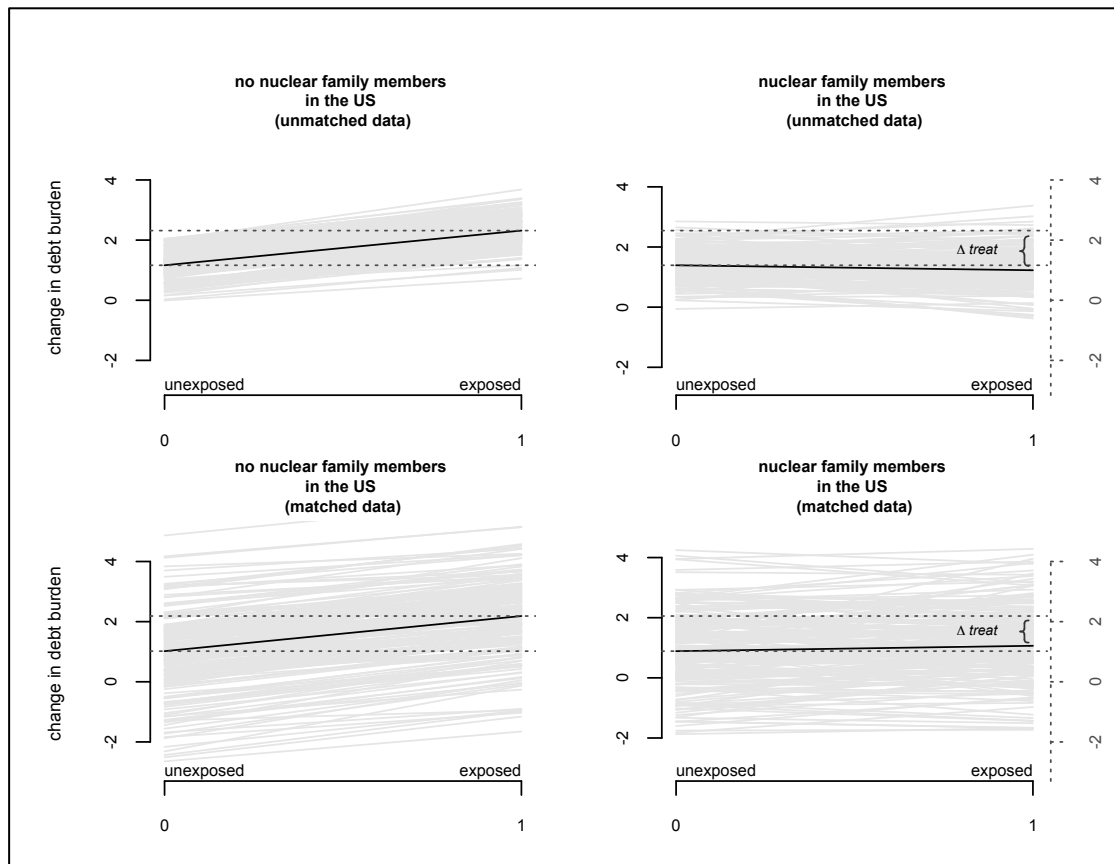 no nuclear family members
in the US
(unmatched data)
change in debt burden
4
2
0
-2
unexposed exposed
0 1
nuclear family members
in the US
(unmatched data)
4
2
0
-2
Δ treat {
unexposed exposed
0 1
4
2
0
-2
no nuclear family members
in the US
(matched data)
change in debt burden
4
2
0
-2
unexposed exposed
0 1
nuclear family members
in the US
(matched data)
4
2
0
-2
Δ treat {
unexposed exposed
0 1
4
2
0
-2